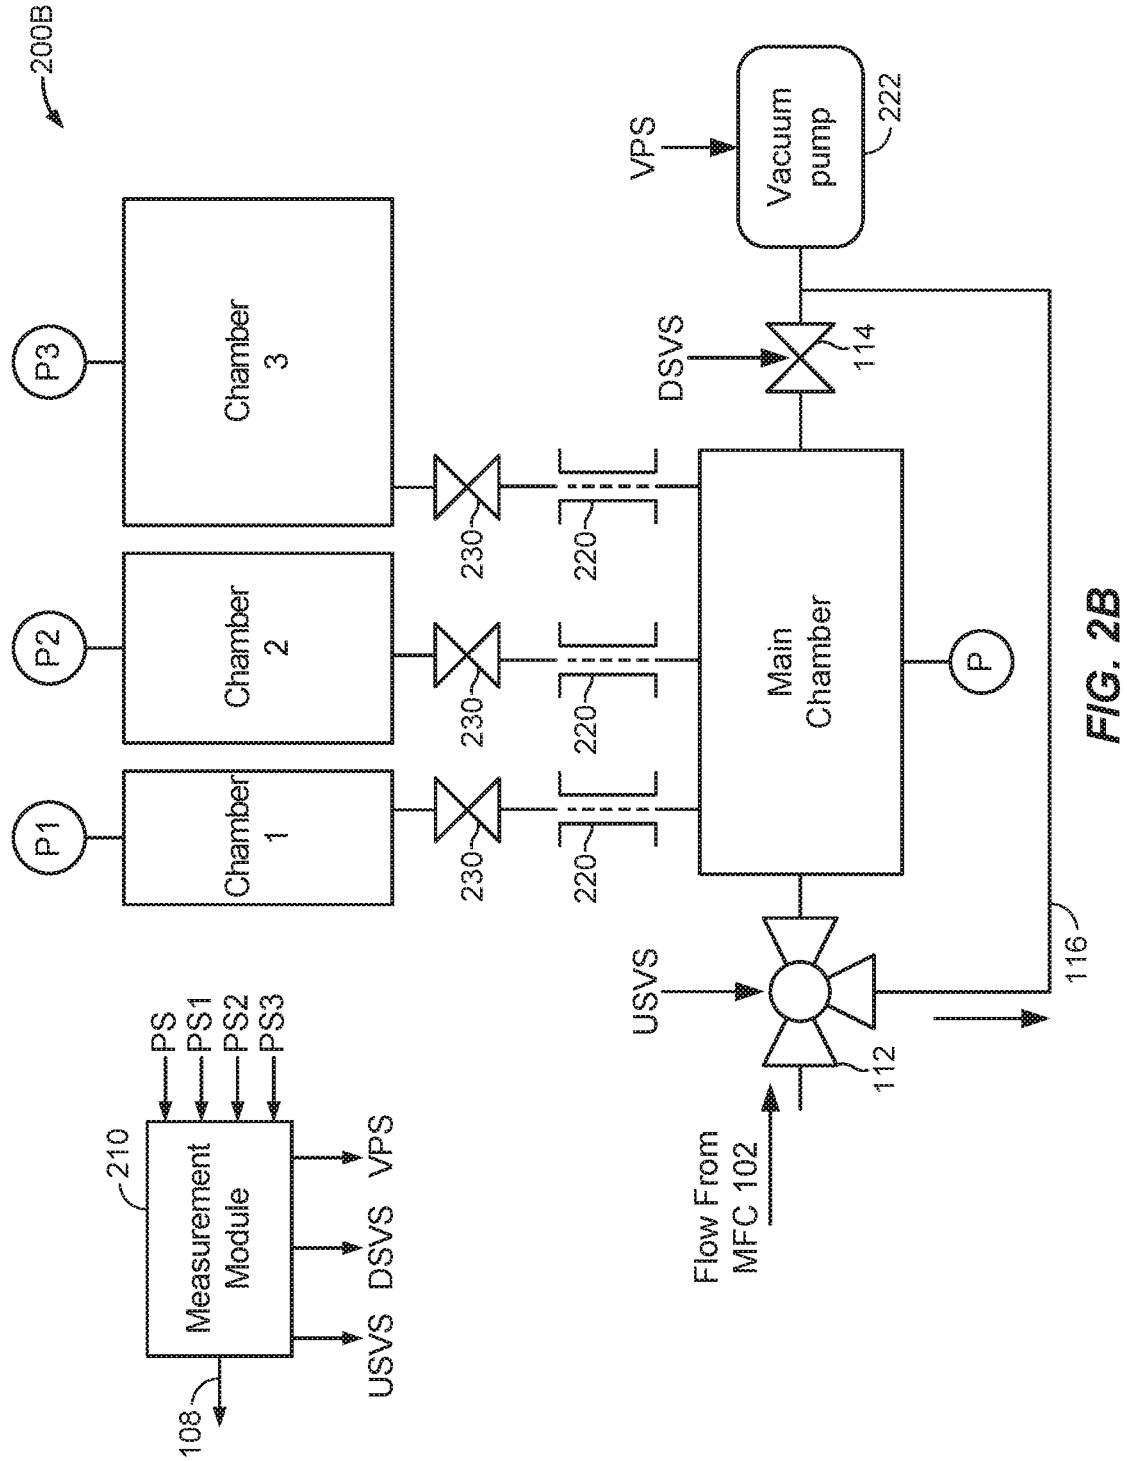 200B
P1
P2
P3
Chamber
1
Chamber
2
Chamber
3
230
230
230
220
220
220
210
Measurement
Module
108
PS
PS1
PS2
PS3
USVS
DSVS
VPS
USVS
DSVS
VPS
Flow From
MFC 102
112
Main
Chamber
114
Vacuum
pump
222
P
116
FIG. 2B